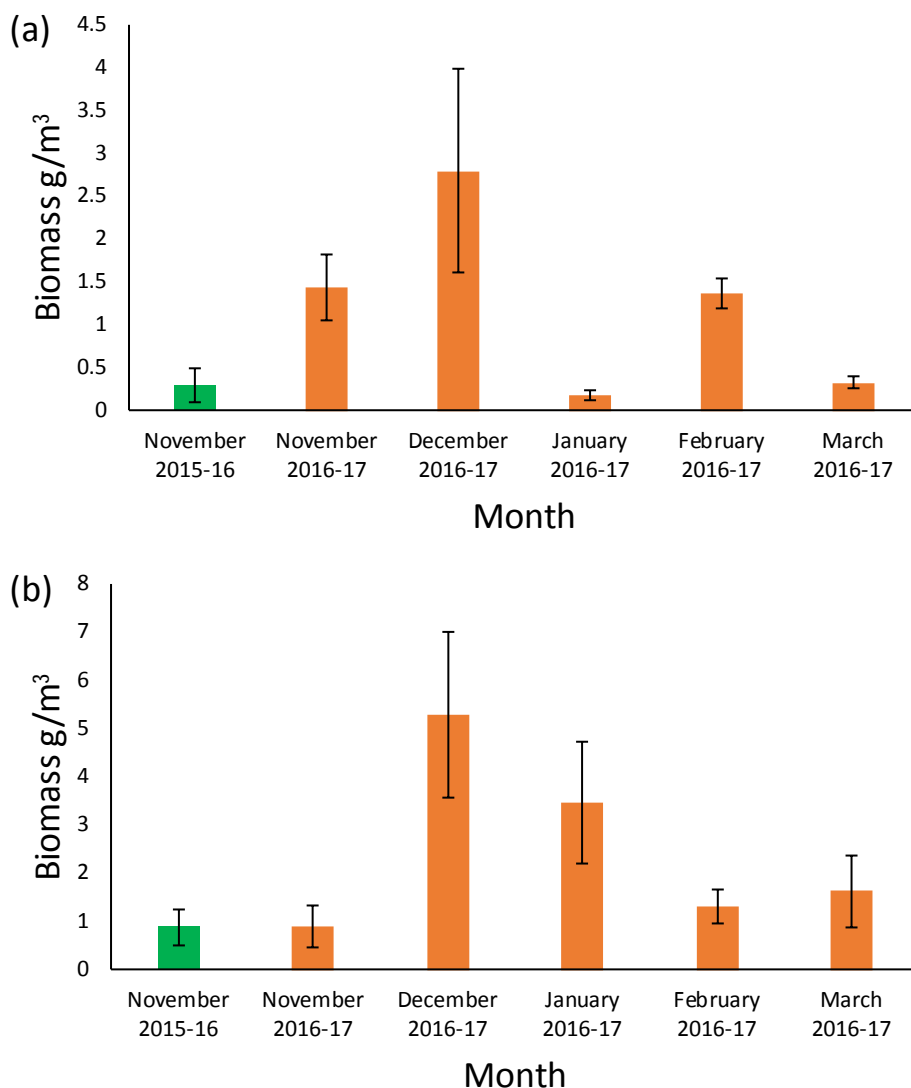 (a)
Biomass g/m³
4.5
4
3.5
3
2.5
2
1.5
1
0.5
0
November November December January February March
2015-16 2016-17 2016-17 2016-17 2016-17 2016-17
Month
(b)
Biomass g/m³
8
7
6
5
4
3
2
1
0
November November December January February March
2015-16 2016-17 2016-17 2016-17 2016-17 2016-17
Month